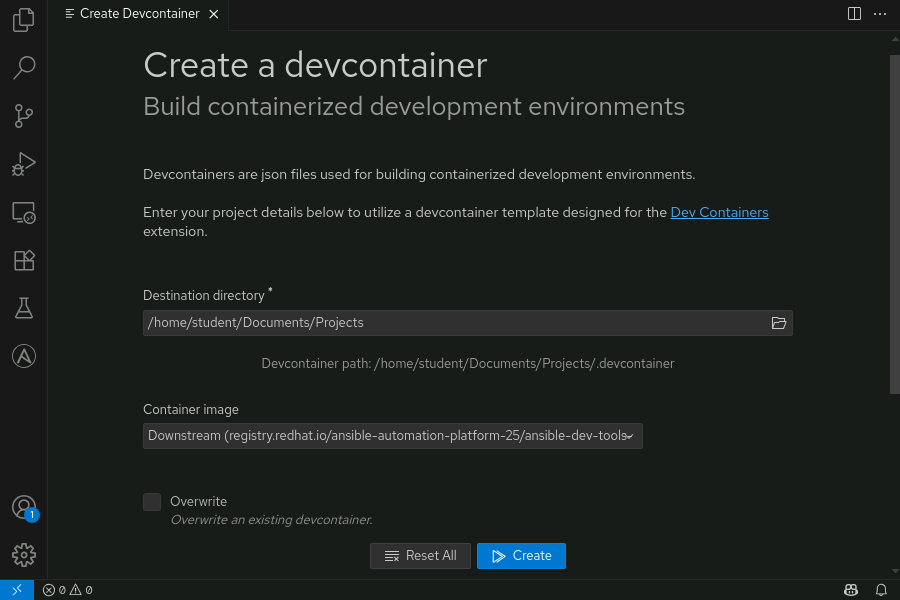 Create Devcontainer
Create a devcontainer
Build containerized development environments
Devcontainers are json files used for building containerized development environments.
Enter your project details below to utilize a devcontainer template designed for the Dev Containers
extension.
Destination directory *
/home/student/Documents/Projects
Devcontainer path: /home/student/Documents/Projects/.devcontainer
Container image
Downstream (registry.redhat.io/ansible-automation-platform-25/ansible-dev-tools
Overwrite
Overwrite an existing devcontainer.
Reset All
Create
1
0 0